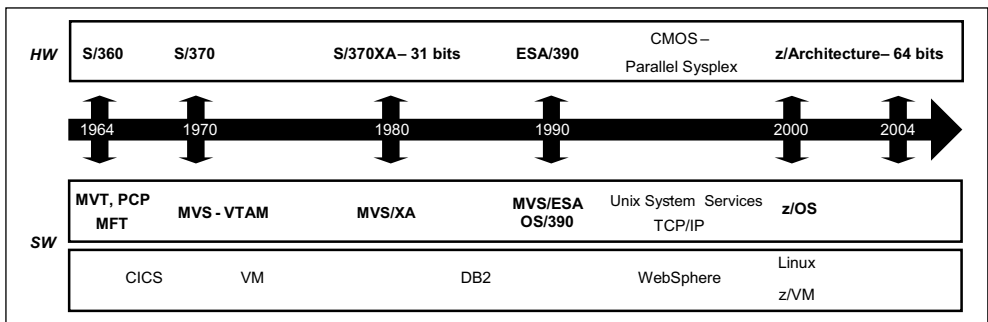 HW
S/360 S/370 S/370XA– 31 bits ESA/390 CMOS – Parallel Sysplex z/Architecture– 64 bits
1964 1970 1980 1990 2000 2004
SW
MVT, PCP
MFT
MVS - VTAM
MVS/XA
MVS/ESA
OS/390
Unix System Services
TCP/IP
z/OS
CICS VM DB2 WebSphere
Linux
z/VM